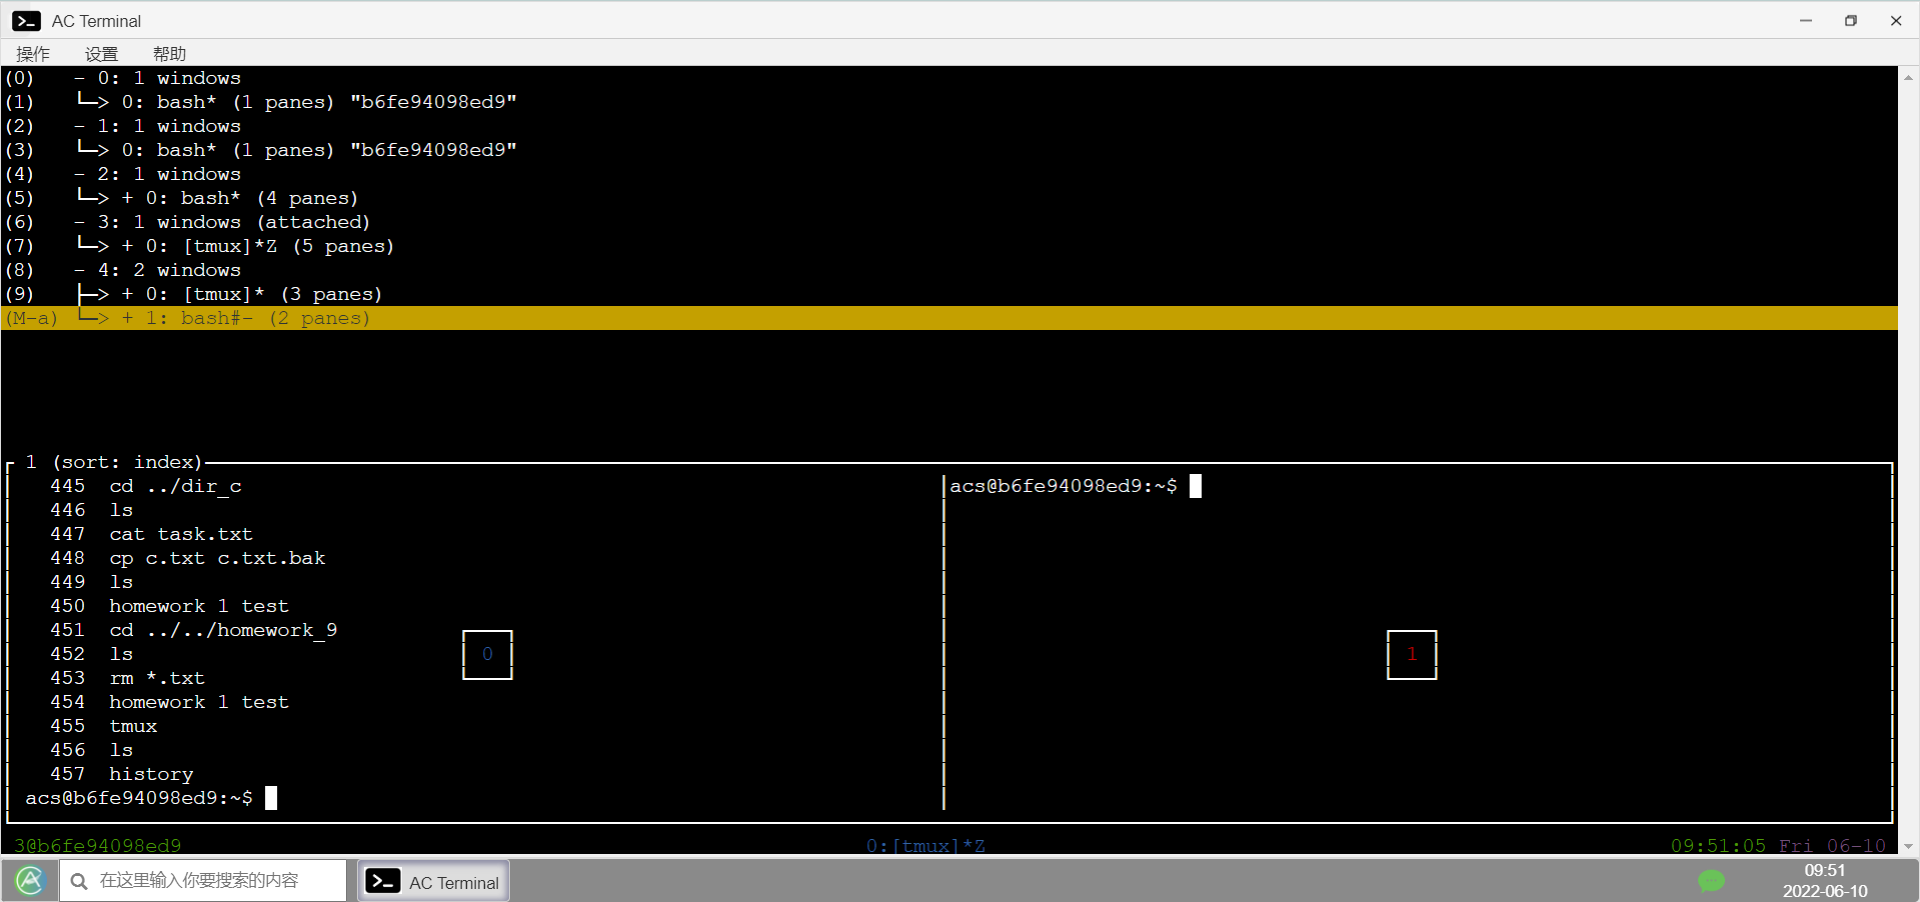 AC Terminal
操作 设置 帮助
(0) - 0: 1 windows
(1) └─> 0: bash* (1 panes) "b6fe94098ed9"
(2) - 1: 1 windows
(3) └─> 0: bash* (1 panes) "b6fe94098ed9"
(4) - 2: 1 windows
(5) └─> + 0: bash* (4 panes)
(6) - 3: 1 windows (attached)
(7) └─> + 0: [tmux]*Z (5 panes)
(8) - 4: 2 windows
(9) ├─> + 0: [tmux]* (3 panes)
(M-a) └─> + 1: bash#- (2 panes)
1 (sort: index)
445 cd ../dir_c acs@b6fe94098ed9:~$
446 ls
447 cat task.txt
448 cp c.txt c.txt.bak
449 ls
450 homework 1 test
451 cd ../../homework_9
452 ls 0 1
453 rm *.txt
454 homework 1 test
455 tmux
456 ls
457 history
acs@b6fe94098ed9:~$
3@b6fe94098ed9 0:[tmux]*Z 09:51:05 Fri 06-10
在这里输入你要搜索的内容 AC Terminal 09:51
2022-06-10